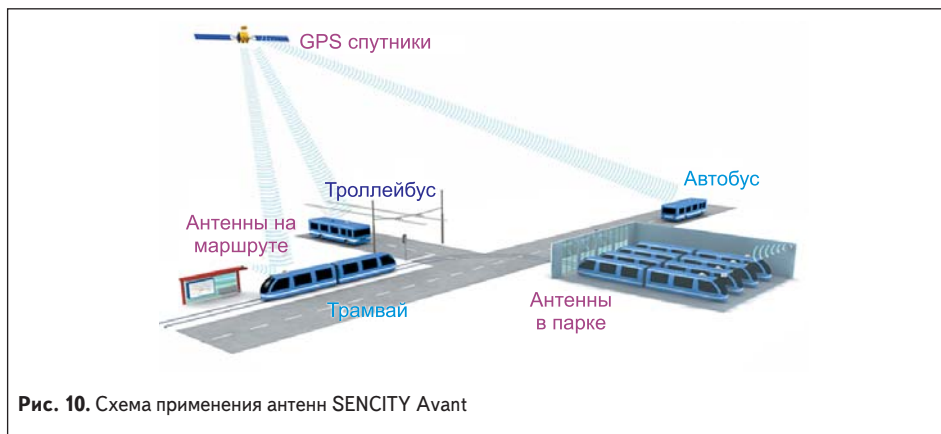 GPS спутники
Троллейбус
Автобус
Антенны на
маршруте
Трамвай
Антенны
в парке
Рис. 10. Схема применения антенн SENCITY Avant